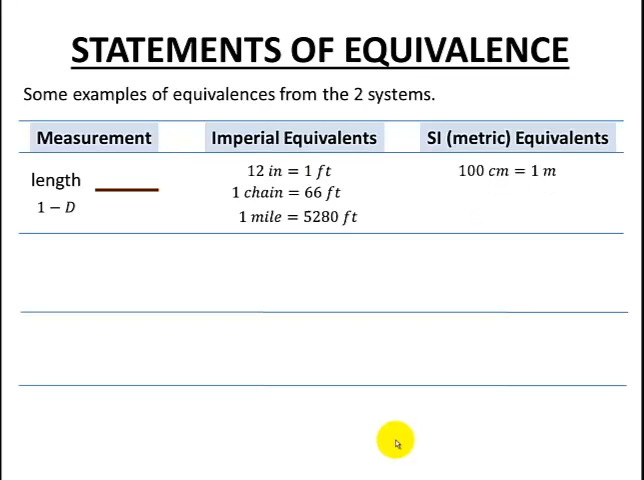 STATEMENTS OF EQUIVALENCE
Some examples of equivalences from the 2 systems.
Measurement Imperial Equivalents SI (metric) Equivalents
length 12 in = 1 ft 100 cm = 1 m
1 chain = 66 ft
1 − D 1 mile = 5280 ft